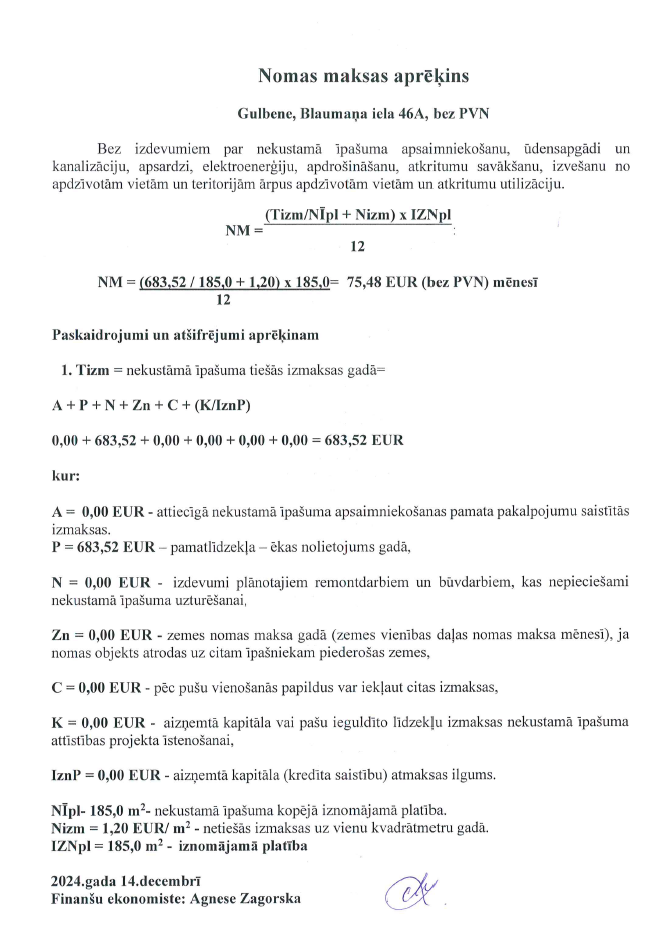 Nomas maksas aprēķins
Gulbene, Blaumaņa iela 46A, bez PVN
Bez izdevumiem par nekustamā īpašuma apsaimniekošanu, ūdensapgādi un
kanalizāciju, apsardzi, elektroenerģiju, apdrošināšanu, atkritumu savākšanu, izvešanu no
apdzīvotām vietām un teritorijām ārpus apdzīvotām vietām un atkritumu utilizāciju.
(Tizm/NĪpl + Nizm) x IZNpl
NM = :
12
NM = (683,52 / 185,0 + 1,20) x 185,0= 75,48 EUR (bez PVN) mēnesī
12
Paskaidrojumi un atšifrējumi aprēķinam
1. Tizm = nekustāmā īpašuma tiešās izmaksas gadā=
A + P + N + Zn + C + (K/IznP)
0,00 + 683,52 + 0,00 + 0,00 + 0,00 + 0,00 = 683,52 EUR
kur:
A = 0,00 EUR - attiecīgā nekustamā īpašuma apsaimniekošanas pamata pakalpojumu saistītās
izmaksas.
P = 683,52 EUR – pamatlīdzekļa – ēkas nolietojums gadā,
N = 0,00 EUR - izdevumi plānotajiem remontdarbiem un būvdarbiem, kas nepieciešami
nekustamā īpašuma uzturēšanai,
Zn = 0,00 EUR - zemes nomas maksa gadā (zemes vienības daļas nomas maksa mēnesī), ja
nomas objekts atrodas uz citam īpašniekam piederošas zemes,
C = 0,00 EUR - pēc pušu vienošanās papildus var iekļaut citas izmaksas,
K = 0,00 EUR - aizņemtā kapitāla vai pašu ieguldīto līdzekļu izmaksas nekustamā īpašuma
attīstības projekta īstenošanai,
IznP = 0,00 EUR - aizņemtā kapitāla (kredīta saistību) atmaksas ilgums.
NĪpl- 185,0 m²- nekustamā īpašuma kopējā iznomājamā platība.
Nizm = 1,20 EUR/ m² - netiešās izmaksas uz vienu kvadrātmetru gadā.
IZNpl = 185,0 m² - iznomājamā platība
2024.gada 14.decembrī
Finanšu ekonomiste: Agnese Zagorska